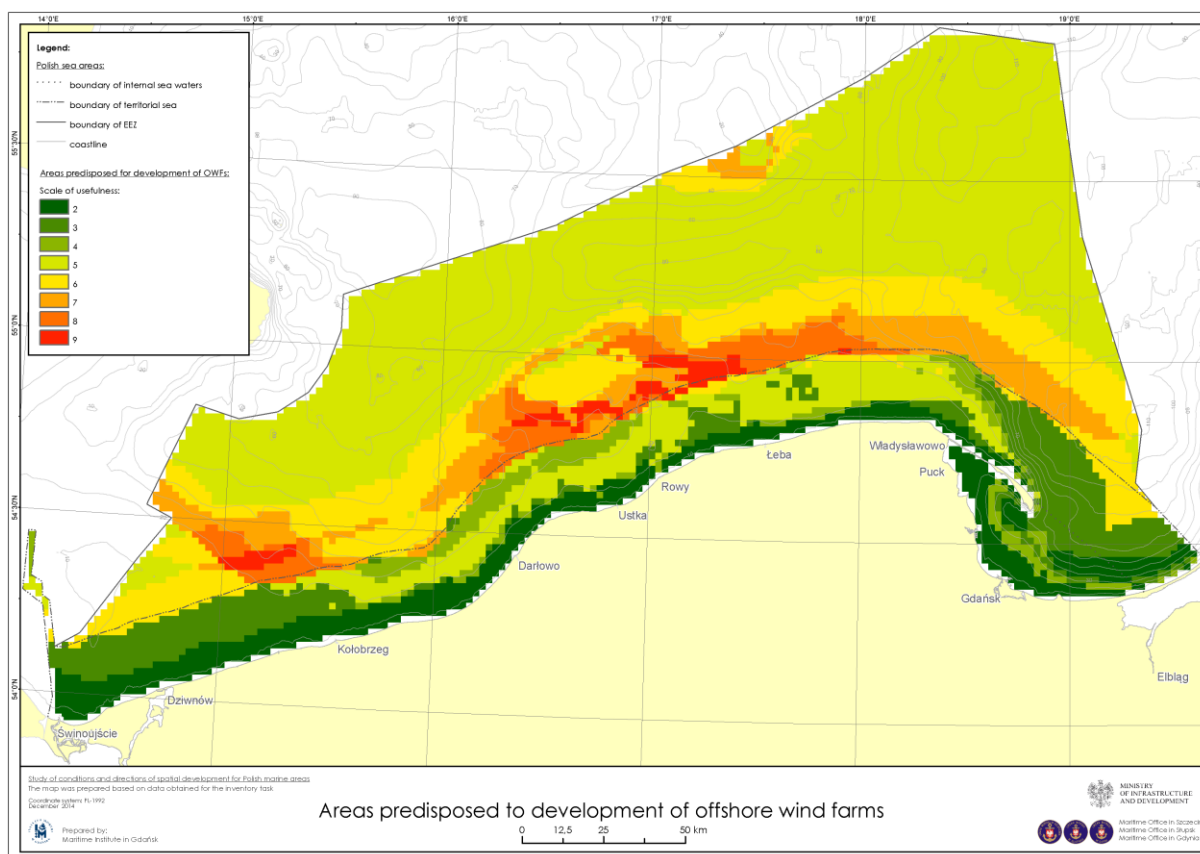 14°0'E 15°0'E 16°0'E 17°0'E 18°0'E 19°0'E
Legend:
Polish sea areas:
boundary of internal sea waters
boundary of territorial sea
boundary of EEZ
coastline
Areas predisposed for development of OWFs:
Scale of usefulness:
2
3
4
5
6
7
8
9
55°30'N
55°0'N
54°30'N
54°0'N
Władysławowo
Puck
Łeba
Rowy
Ustka
Darłowo
Gdańsk
Kołobrzeg
Elbląg
Dziwnów
Świnoujście
Study of conditions and directions of spatial development for Polish marine areas
The map was prepared based on data obtained for the inventory task
Coordinate system: PL-1992
December 2014
Prepared by:
Maritime Institute in Gdańsk
Areas predisposed to development of offshore wind farms
0 12,5 25 50 km
MINISTRY
OF INFRASTRUCTURE
AND DEVELOPMENT
Maritime Office in Szczecin
Maritime Office in Słupsk
Maritime Office in Gdynia